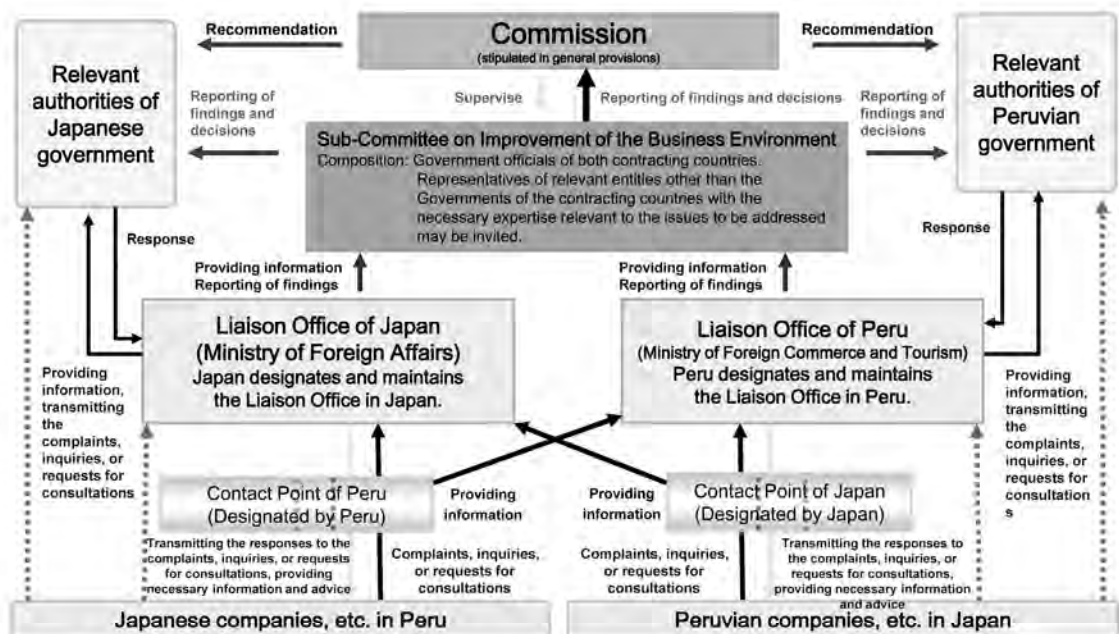 Commission
(stipulated in general provisions)
Recommendation
Recommendation
Relevant
authorities of
Japanese
government
Relevant
authorities of
Peruvian
government
Supervise
Reporting of findings and decisions
Reporting of
findings and
decisions
Reporting of
findings and
decisions
Sub-Committee on Improvement of the Business Environment
Composition: Government officials of both contracting countries.
Representatives of relevant entities other than the
Governments of the contracting countries with the
necessary expertise relevant to the issues to be addressed
may be invited.
Response
Response
Providing information
Reporting of findings
Providing information
Reporting of findings
Liaison Office of Japan
(Ministry of Foreign Affairs)
Japan designates and maintains
the Liaison Office in Japan.
Liaison Office of Peru
(Ministry of Foreign Commerce and Tourism)
Peru designates and maintains
the Liaison Office in Peru.
Providing
information,
transmitting
the
complaints,
inquiries, or
requests for
consultations
Providing
information,
transmitting
the
complaints,
inquiries, or
requests for
consultation
s
Contact Point of Peru
(Designated by Peru)
Providing
information
Providing
information
Contact Point of Japan
(Designated by Japan)
Transmitting the responses to the
complaints, inquiries, or requests
for consultations, providing
necessary information and advice
Complaints, inquiries,
or requests for
consultations
Complaints, inquiries,
or requests for
consultations
Transmitting the responses to
the complaints, inquiries, or
requests for consultations,
providing necessary information
and advice
Japanese companies, etc. in Peru
Peruvian companies, etc. in Japan